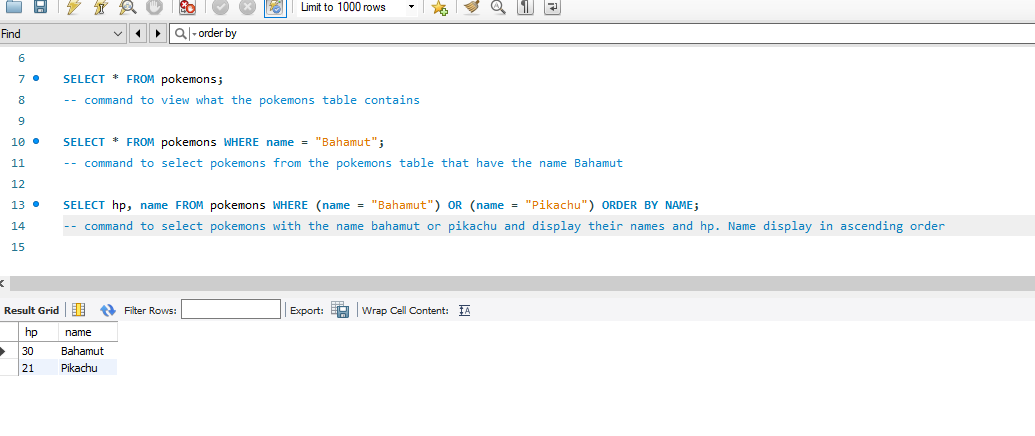 Limit to 1000 rows
Find
order by
6
7 SELECT * FROM pokemons;
8 -- command to view what the pokemons table contains
9
10 SELECT * FROM pokemons WHERE name = "Bahamut";
11 -- command to select pokemons from the pokemons table that have the name Bahamut
12
13 SELECT hp, name FROM pokemons WHERE (name = "Bahamut") OR (name = "Pikachu") ORDER BY NAME;
14 -- command to select pokemons with the name bahamut or pikachu and display their names and hp. Name display in ascending order
15
Result Grid Filter Rows: Export: Wrap Cell Content: IA
hp name
30 Bahamut
21 Pikachu